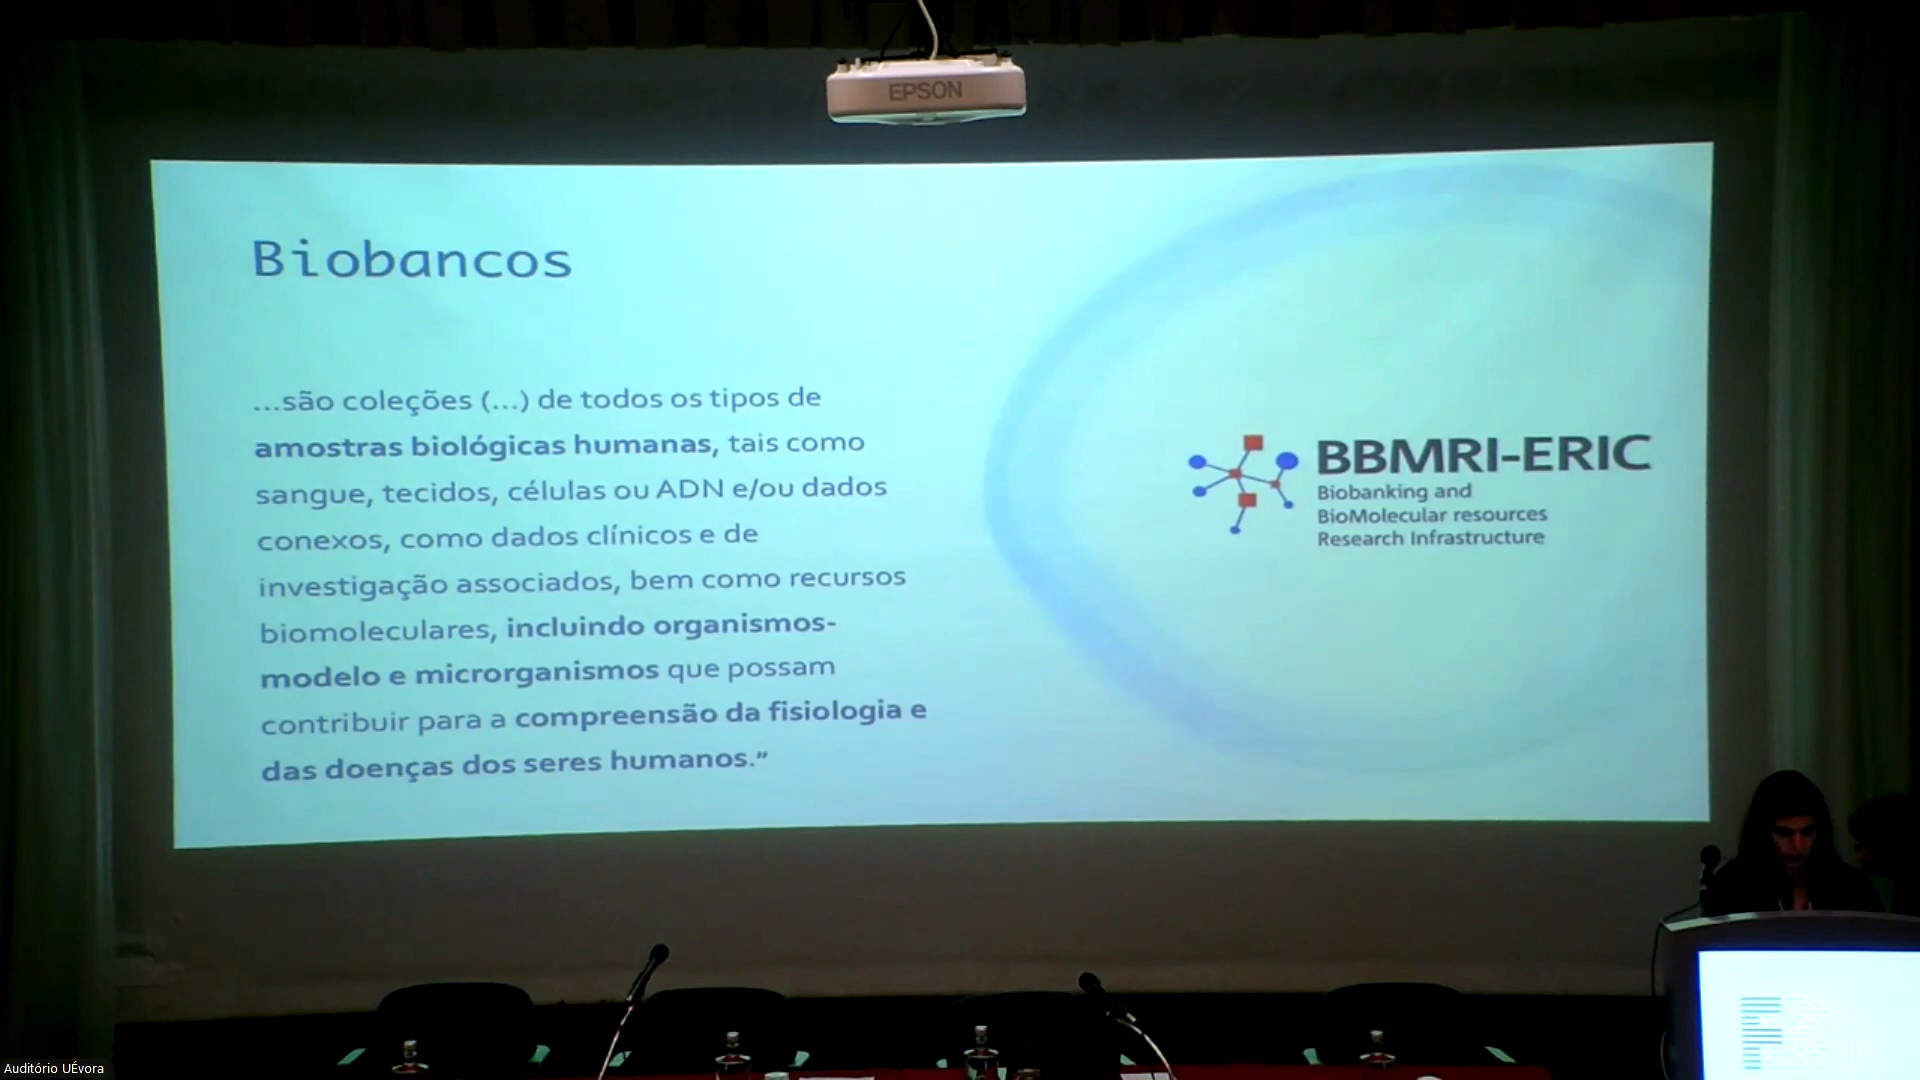 EPSON
Biobancos
...são coleções (...) de todos os tipos de
amostras biológicas humanas, tais como
sangue, tecidos, células ou ADN e/ou dados
conexos, como dados clínicos e de
investigação associados, bem como recursos
biomoleculares, incluindo organismos-
modelo e microrganismos que possam
contribuir para a compreensão da fisiologia e
das doenças dos seres humanos.”
BBMRI-ERIC
Biobanking and
BioMolecular resources
Research Infrastructure
Auditório UÉvora